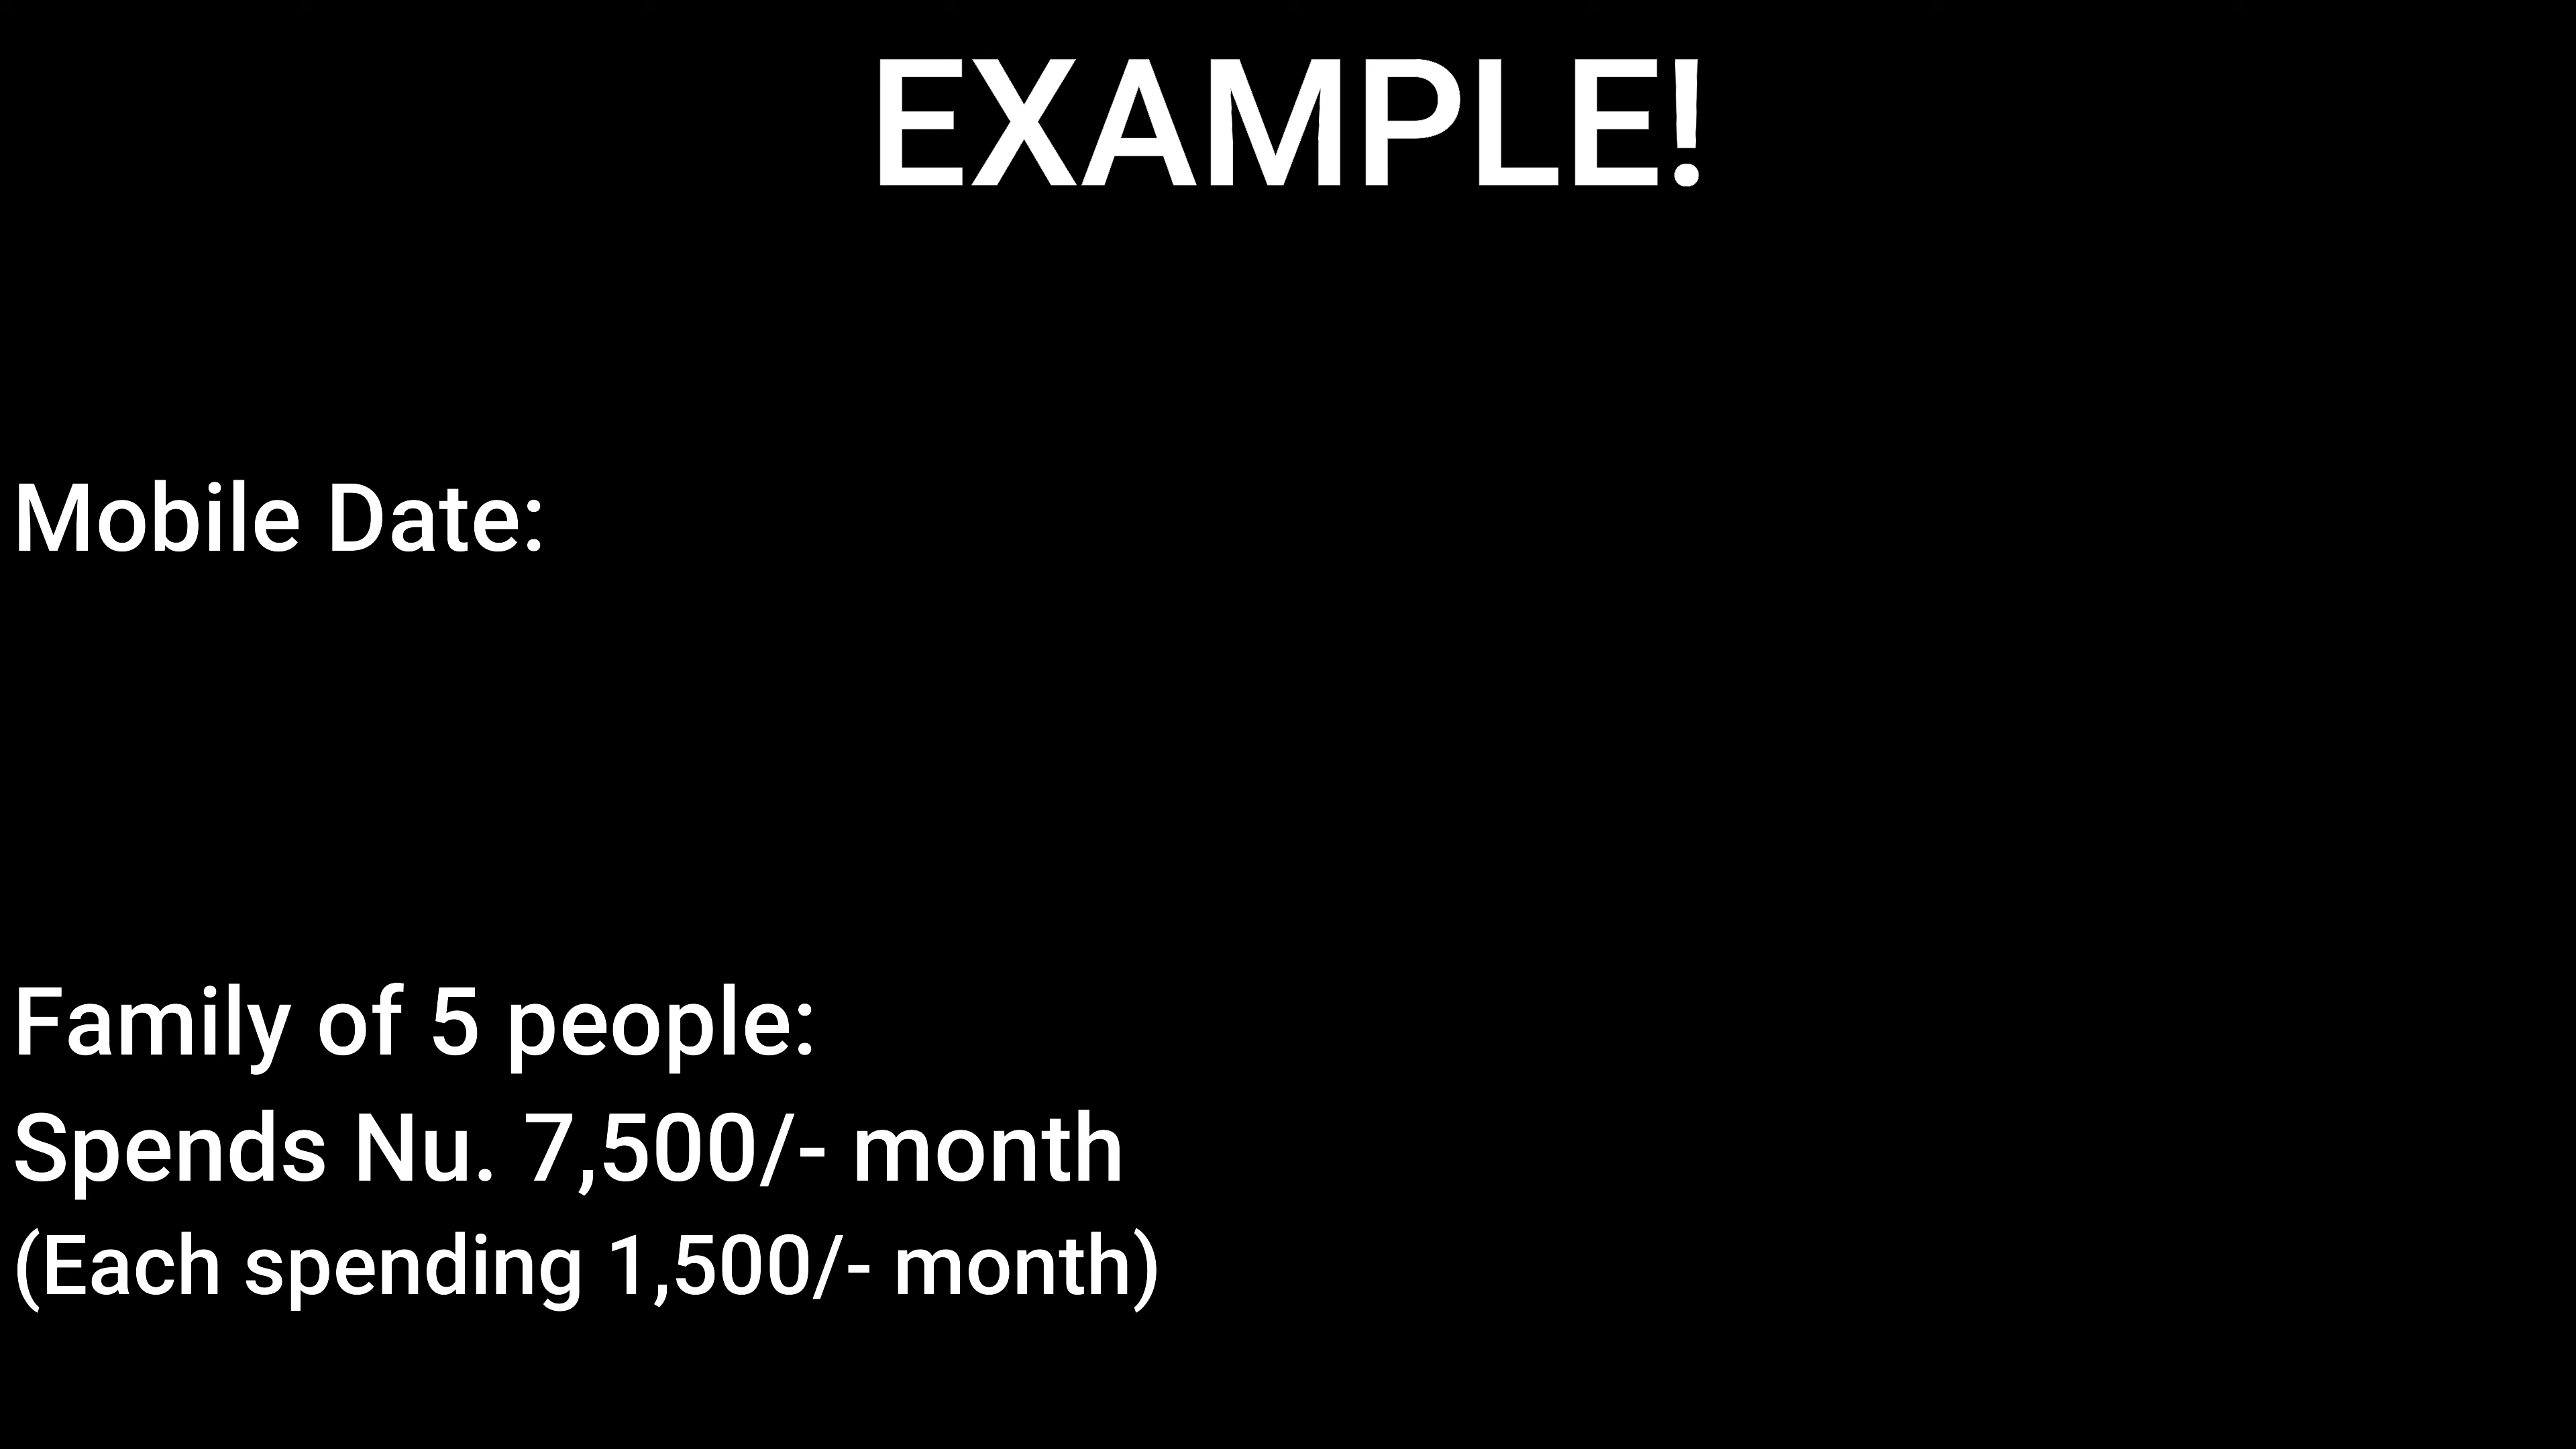 EXAMPLE!
Mobile Date:
Family of 5 people:
Spends Nu. 7,500/- month
(Each spending 1,500/- month)